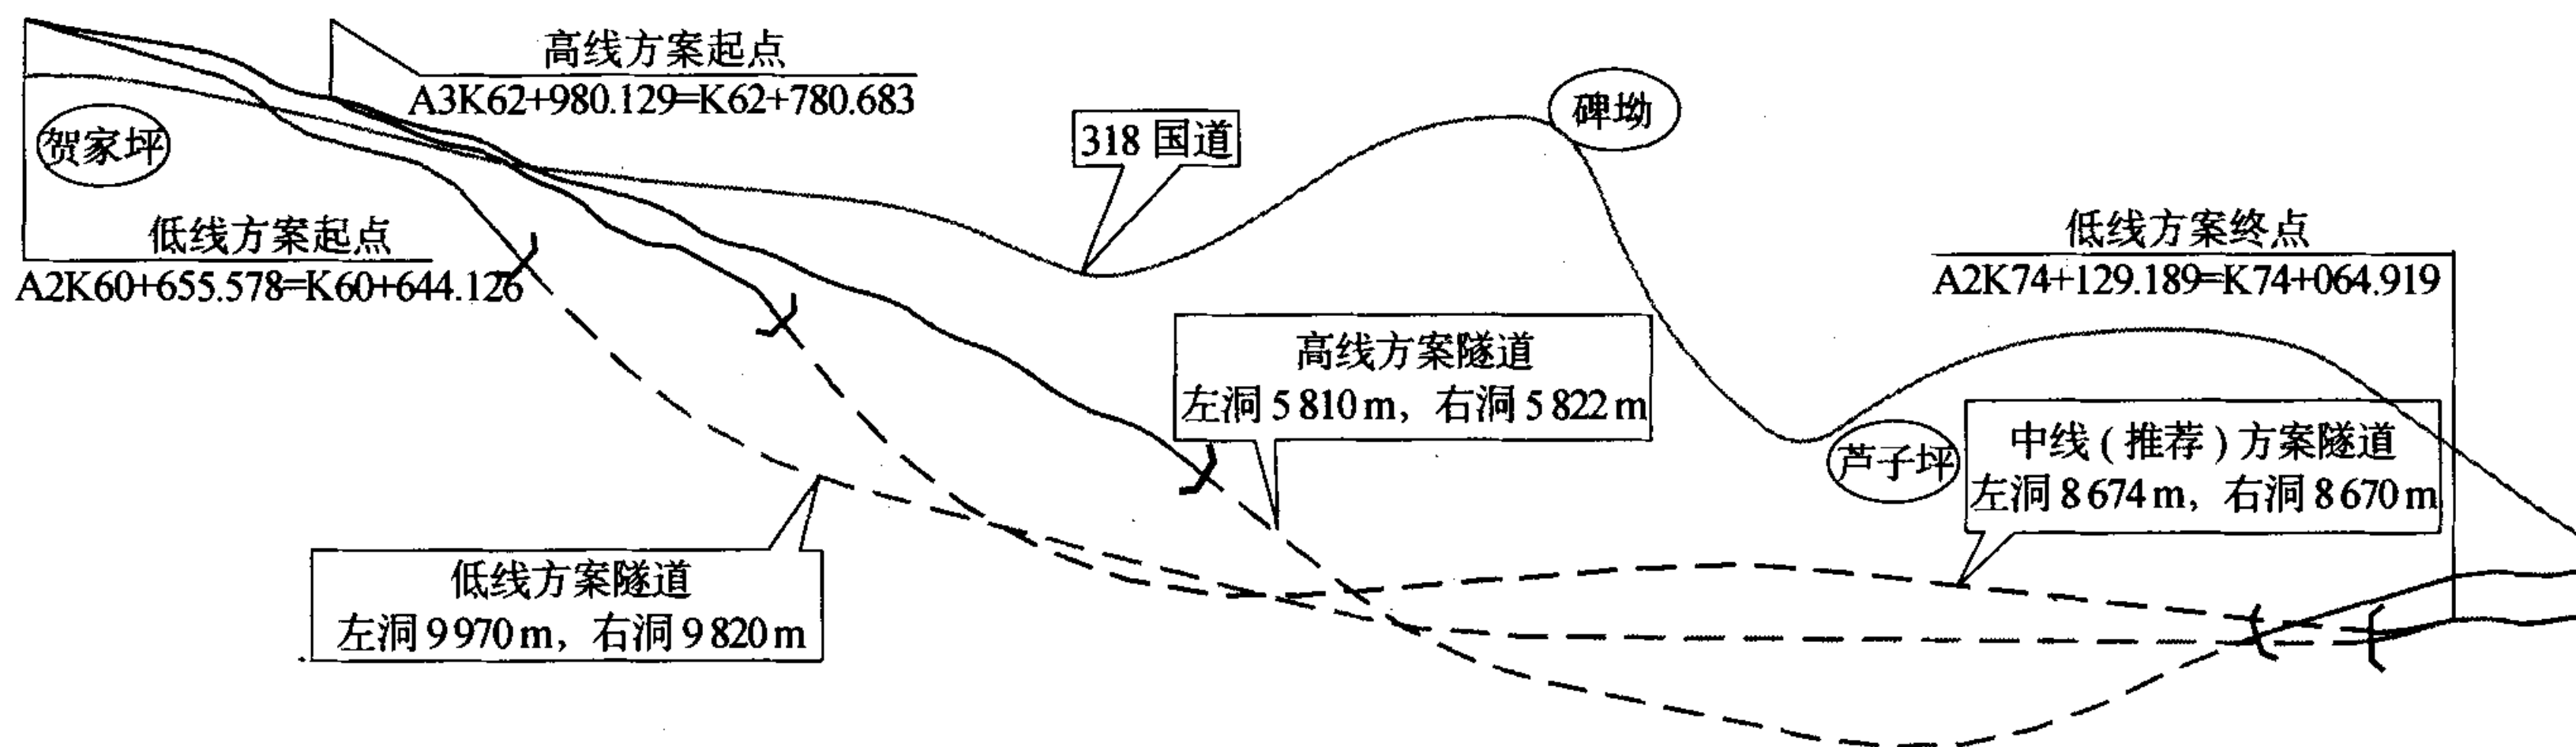 高线方案起点
A3K62+980.129=K62+780.683
贺家坪
318 国道
碑坳
低线方案起点
A2K60+655.578=K60+644.126
低线方案终点
A2K74+129.189=K74+064.919
高线方案隧道
左洞 5 810 m, 右洞 5 822 m
芦子坪
中线(推荐)方案隧道
左洞 8 674 m, 右洞 8 670 m
低线方案隧道
左洞 9 970 m, 右洞 9 820 m